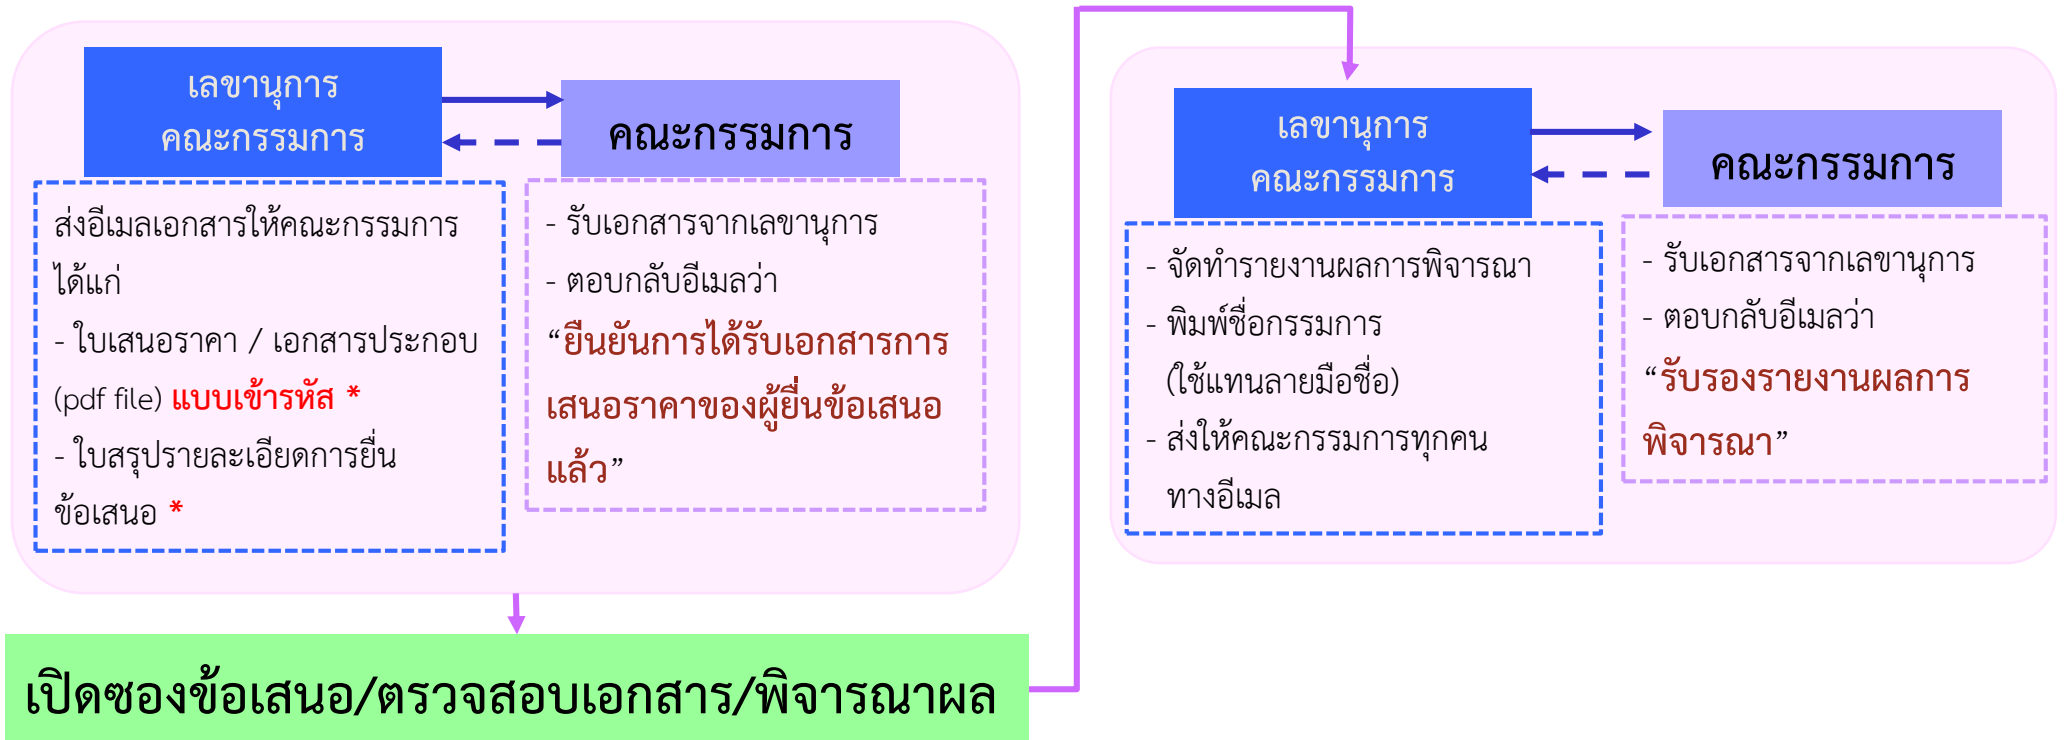 เลขานุการ
คณะกรรมการ
คณะกรรมการ
ส่งอีเมลเอกสารให้คณะกรรมการ
ได้แก่
- ใบเสนอราคา / เอกสารประกอบ
(pdf file) แบบเข้ารหัส *
- ใบสรุปรายละเอียดการยื่น
ข้อเสนอ *
- รับเอกสารจากเลขานุการ
- ตอบกลับอีเมลว่า
“ยืนยันการได้รับเอกสารการ
เสนอราคาของผู้ยื่นข้อเสนอ
แล้ว”
เปิดซองข้อเสนอ/ตรวจสอบเอกสาร/พิจารณาผล
เลขานุการ
คณะกรรมการ
คณะกรรมการ
- จัดทำรายงานผลการพิจารณา
- พิมพ์ชื่อกรรมการ
(ใช้แทนลายมือชื่อ)
- ส่งให้คณะกรรมการทุกคน
ทางอีเมล
- รับเอกสารจากเลขานุการ
- ตอบกลับอีเมลว่า
“รับรองรายงานผลการ
พิจารณา”